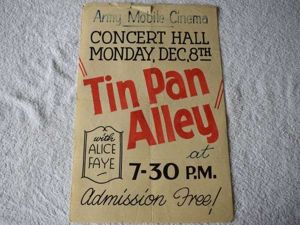 Army Mobile Cinema
CONCERT HALL
MONDAY, DEC, 8TH
"Tin Pan
Alley"
with
ALICE
FAYE
at
7-30 P.M.
Admission Free!